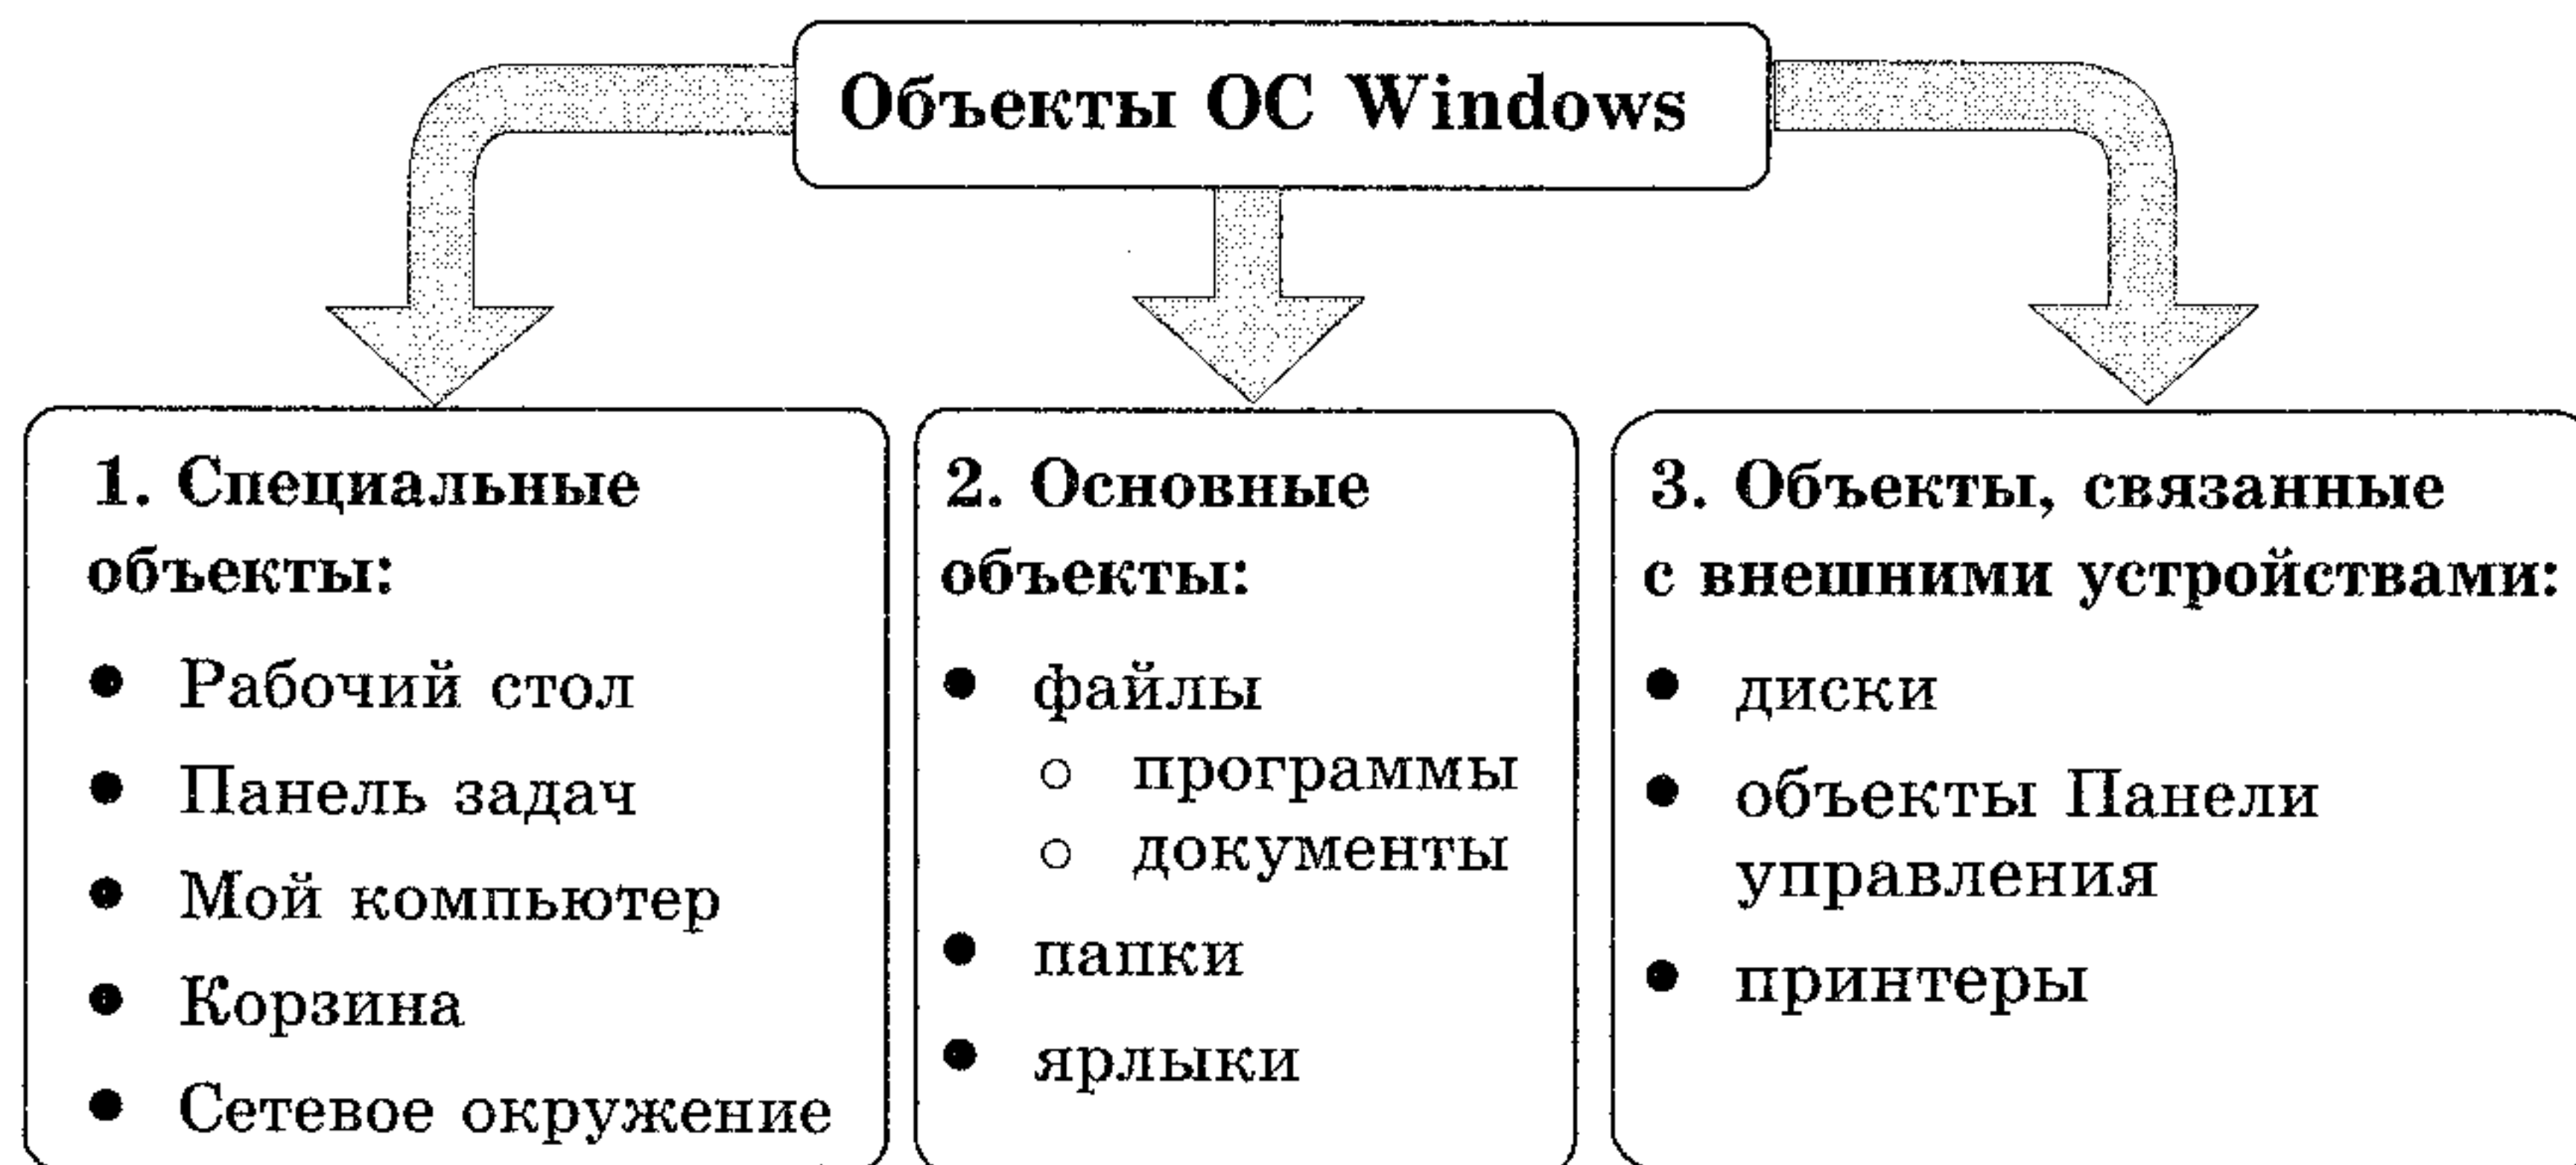 Объекты ОС Windows
1. Специальные
объекты:
● Рабочий стол
● Панель задач
● Мой компьютер
● Корзина
● Сетевое окружение
2. Основные
объекты:
● файлы
○ программы
○ документы
● папки
● ярлыки
3. Объекты, связанные
с внешними устройствами:
● диски
● объекты Панели
управления
● принтеры